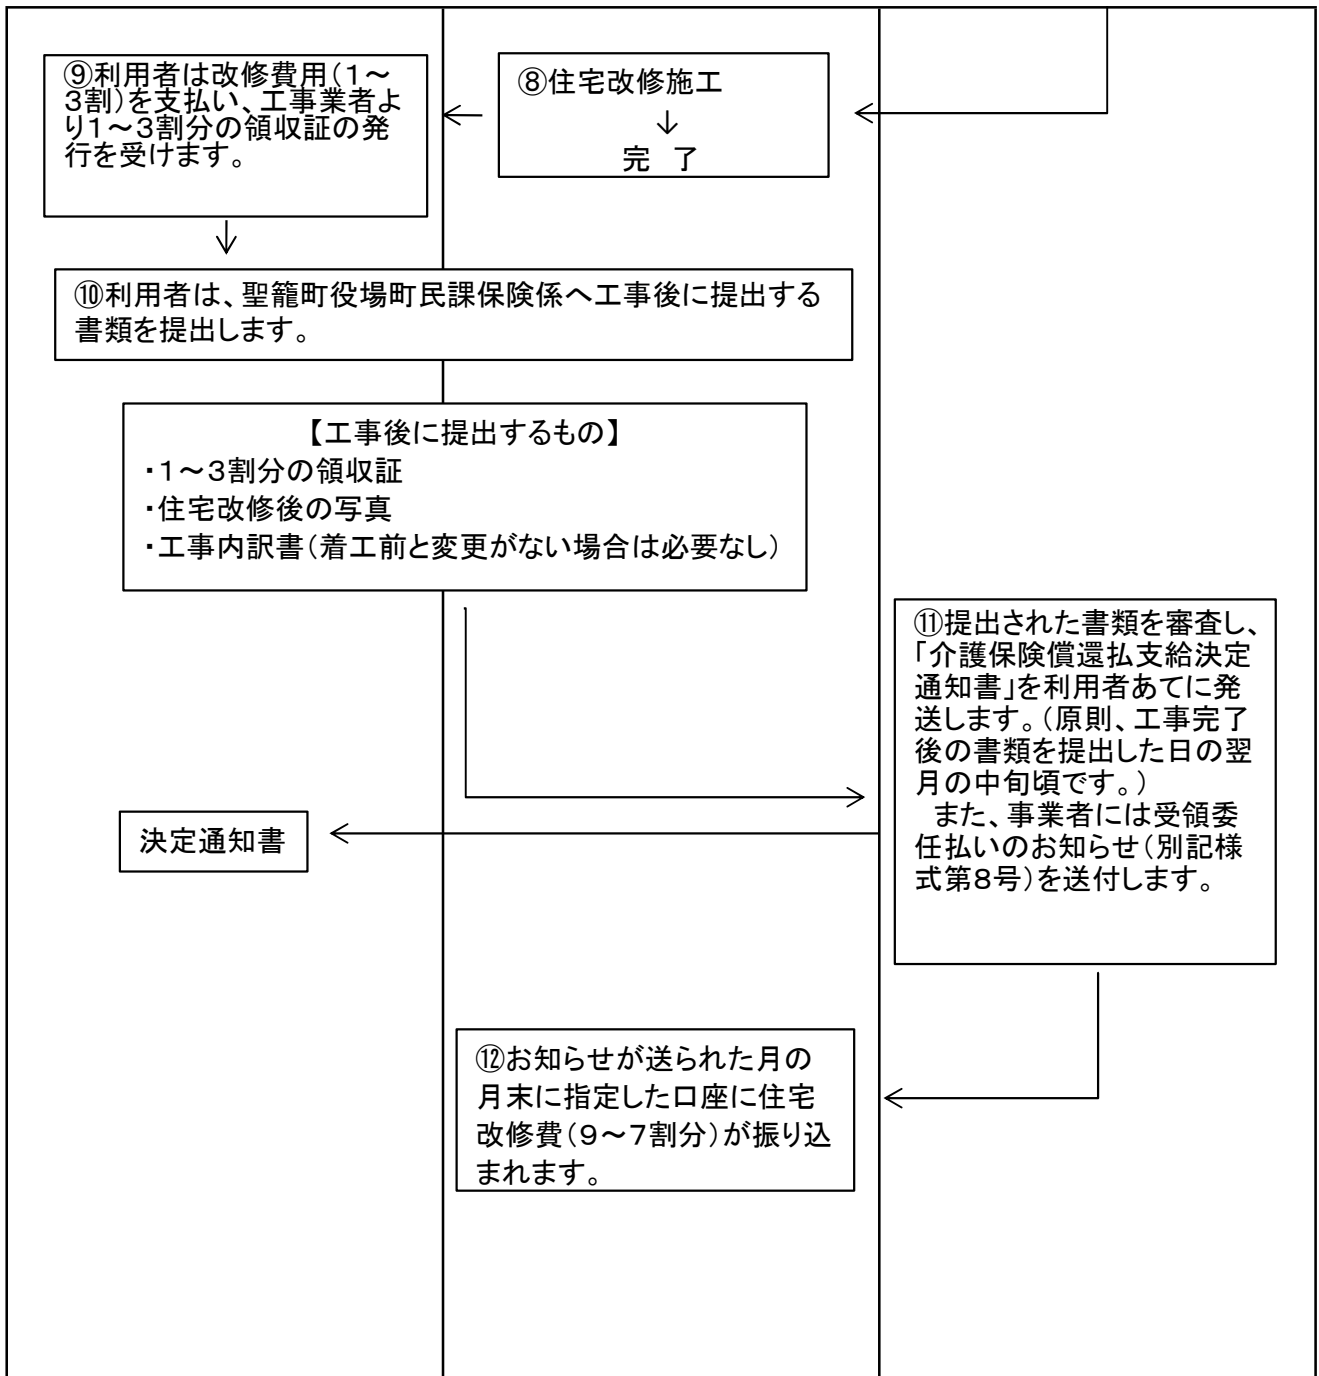 ⑨利用者は改修費用（1～
3割）を支払い、工事業者よ
り1～3割分の領収証の発
行を受けます。
⑧住宅改修施工
↓
完　了
⑩利用者は、聖籠町役場町民課保険係へ工事後に提出する
書類を提出します。
【工事後に提出するもの】
・1～3割分の領収証
・住宅改修後の写真
・工事内訳書（着工前と変更がない場合は必要なし）
⑪提出された書類を審査し、
「介護保険償還払支給決定
通知書」を利用者あてに発
送します。（原則、工事完了
後の書類を提出した日の翌
月の中旬頃です。）
　また、事業者には受領委
任払いのお知らせ（別記様
式第8号）を送付します。
決定通知書
⑫お知らせが送られた月の
月末に指定した口座に住宅
改修費（9～7割分）が振り込
まれます。